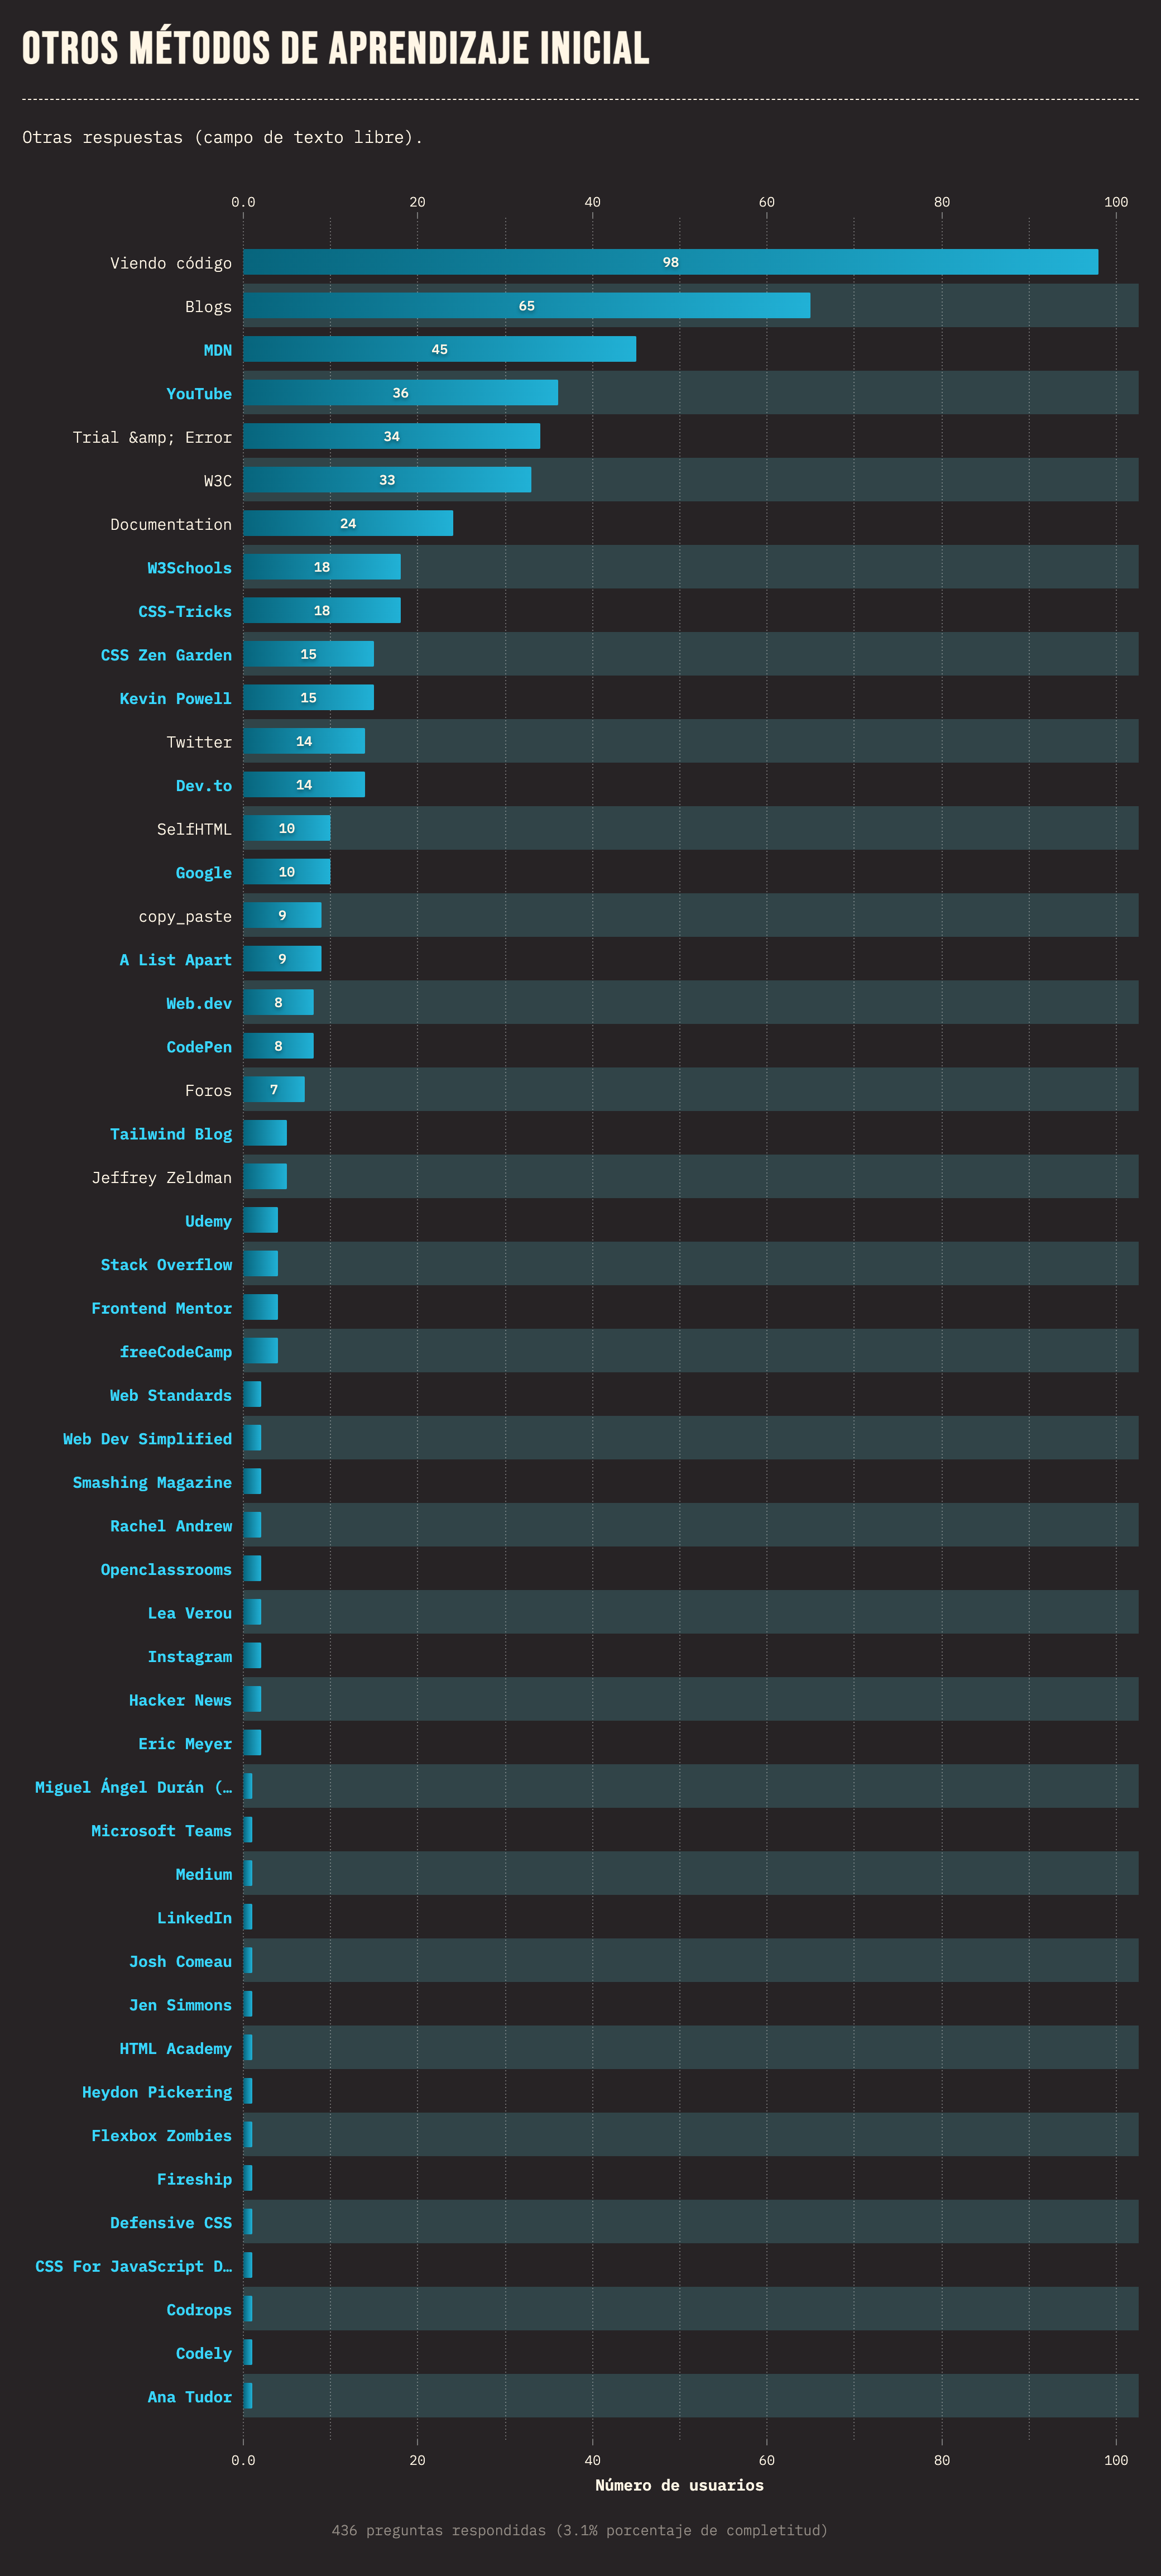 OTROS MÉTODOS DE APRENDIZAJE INICIAL
Otras respuestas (campo de texto libre).
0.0 20 40 60 80 100
Viendo código 98
Blogs 65
MDN 45
YouTube 36
Trial &amp; Error 34
W3C 33
Documentation 24
W3Schools 18
CSS-Tricks 18
CSS Zen Garden 15
Kevin Powell 15
Twitter 14
Dev.to 14
SelfHTML 10
Google 10
copy_paste 9
A List Apart 9
Web.dev 8
CodePen 8
Foros 7
Tailwind Blog
Jeffrey Zeldman
Udemy
Stack Overflow
Frontend Mentor
freeCodeCamp
Web Standards
Web Dev Simplified
Smashing Magazine
Rachel Andrew
Openclassrooms
Lea Verou
Instagram
Hacker News
Eric Meyer
Miguel Ángel Durán (…
Microsoft Teams
Medium
LinkedIn
Josh Comeau
Jen Simmons
HTML Academy
Heydon Pickering
Flexbox Zombies
Fireship
Defensive CSS
CSS For JavaScript D…
Codrops
Codely
Ana Tudor
0.0 20 40 60 80 100
Número de usuarios
436 preguntas respondidas (3.1% porcentaje de completitud)